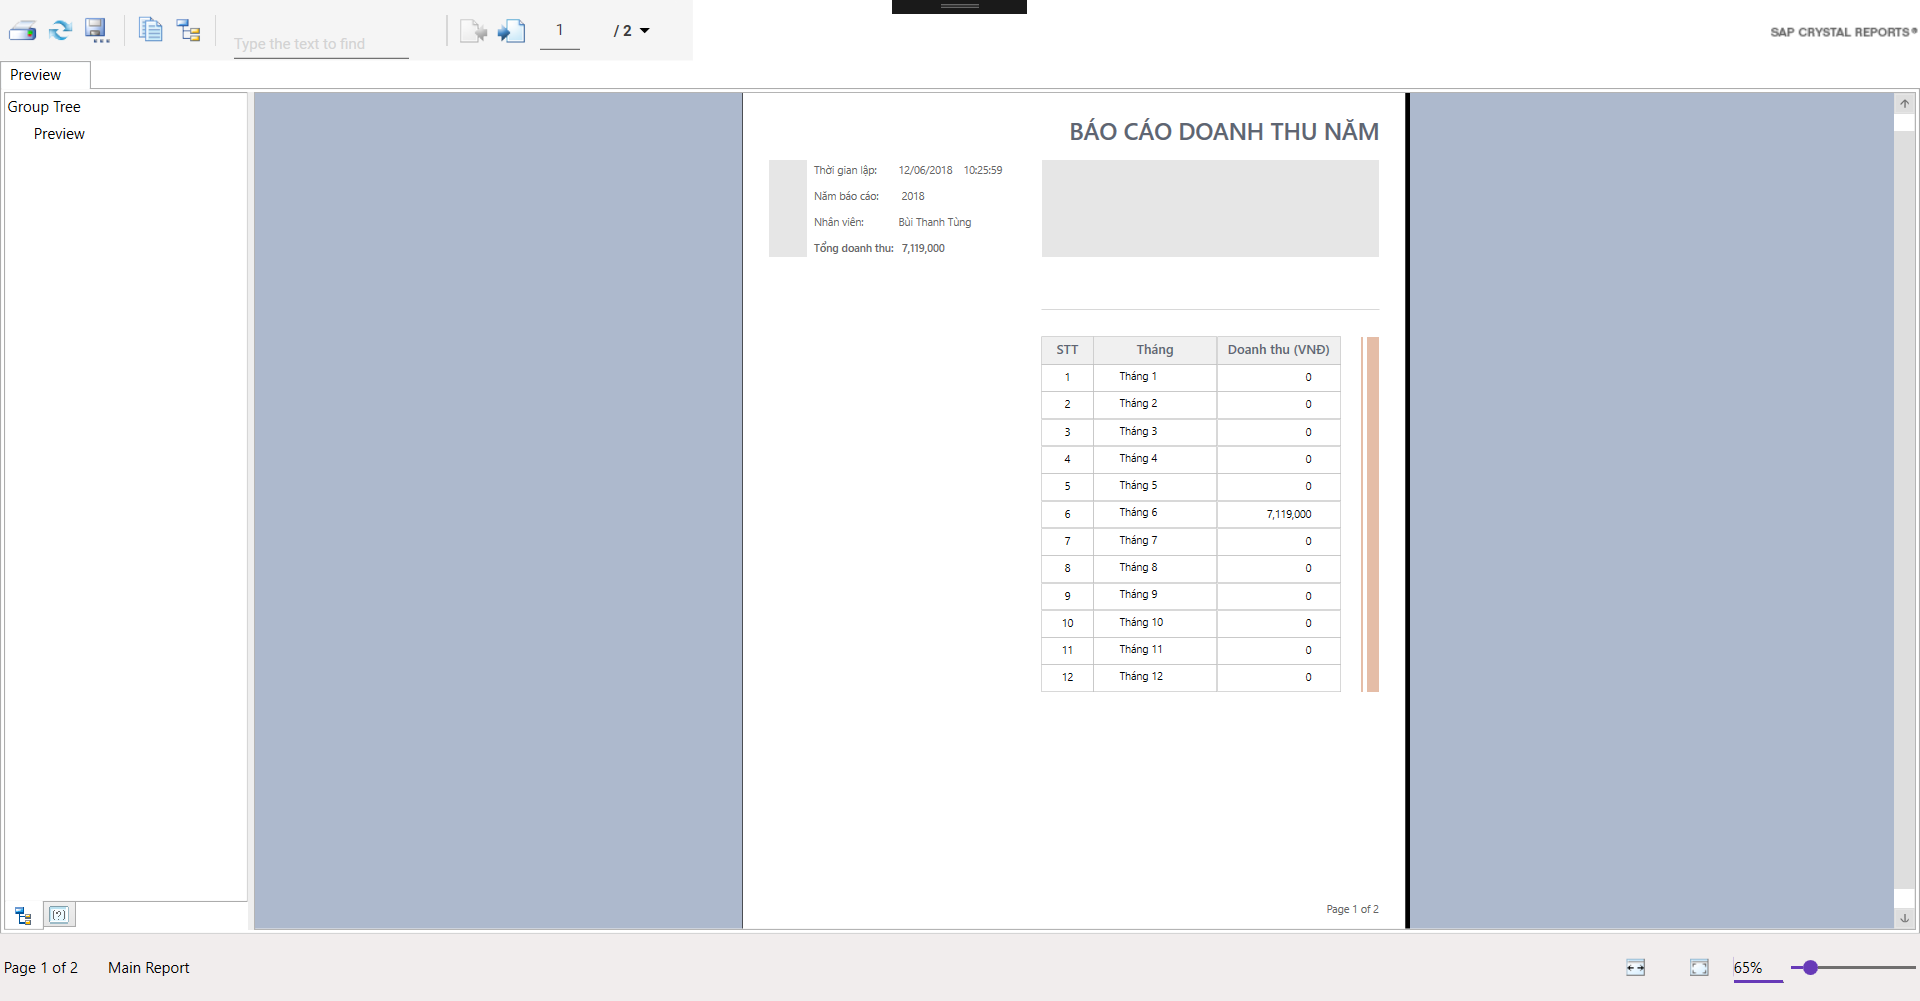 Type the text to find
1
/ 2
SAP CRYSTAL REPORTS®
Preview
Group Tree
Preview
BÁO CÁO DOANH THU NĂM
Thời gian lập: 12/06/2018 10:25:59
Năm báo cáo: 2018
Nhân viên: Bùi Thanh Tùng
Tổng doanh thu: 7,119,000
STT Tháng Doanh thu (VNĐ)
1 Tháng 1 0
2 Tháng 2 0
3 Tháng 3 0
4 Tháng 4 0
5 Tháng 5 0
6 Tháng 6 7,119,000
7 Tháng 7 0
8 Tháng 8 0
9 Tháng 9 0
10 Tháng 10 0
11 Tháng 11 0
12 Tháng 12 0
Page 1 of 2
Page 1 of 2 Main Report 65%